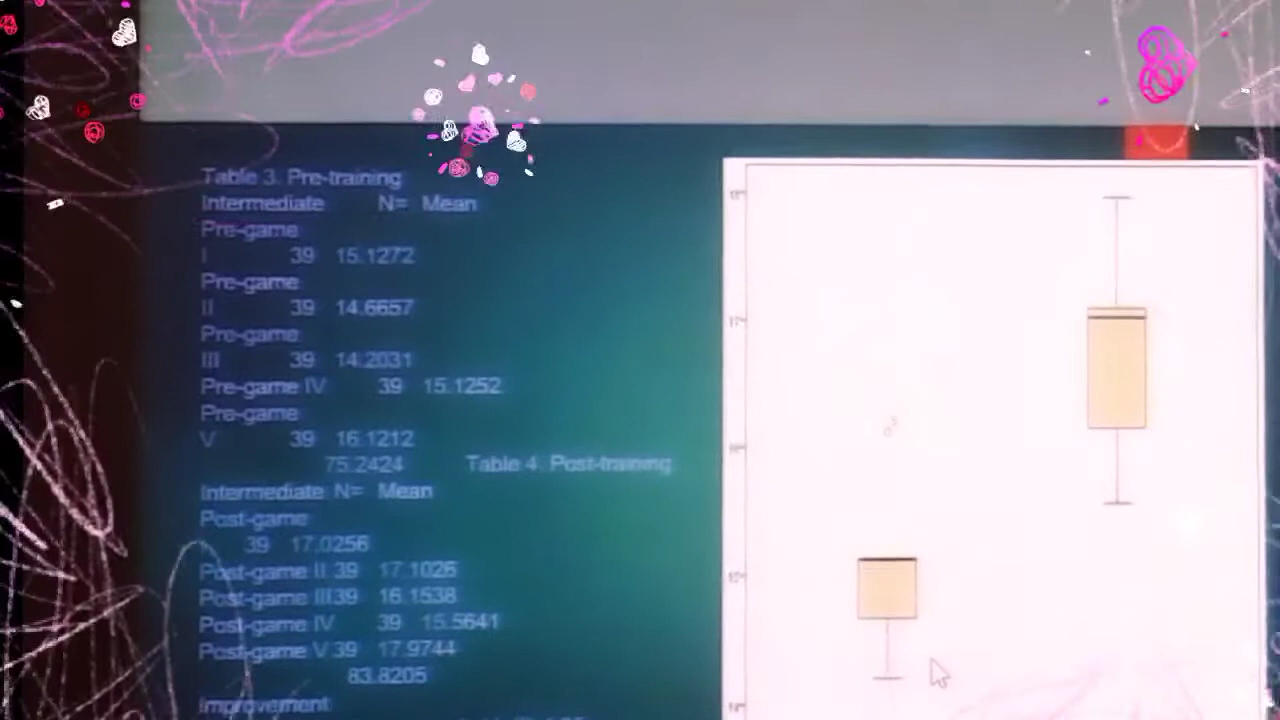 Table 3. Pre-training
Intermediate N= Mean
Pre-game
I 39 15.1272
Pre-game
II 39 14.6657
Pre-game
III 39 14.2031
Pre-game IV 39 15.1252
Pre-game
V 39 16.1212
75.2424 Table 4. Post-training
Intermediate N= Mean
Post-game
39 17.0256
Post-game II 39 17.1026
Post-game III 39 16.1538
Post-game IV 39 15.5641
Post-game V 39 17.9744
83.8205
Improvement
17